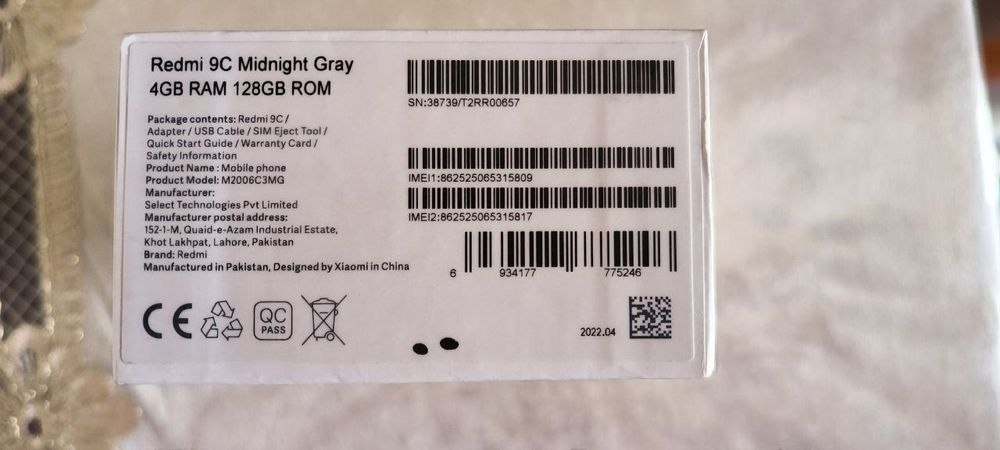 Redmi 9C Midnight Gray
4GB RAM 128GB ROM
Package contents: Redmi 9C /
Adapter / USB Cable / SIM Eject Tool /
Quick Start Guide / Warranty Card /
Safety Information
Product Name : Mobile phone
Product Model: M2006C3MG
Manufacturer:
Select Technologies Pvt Limited
Manufacturer postal address:
152-1-M, Quaid-e-Azam Industrial Estate,
Khot Lakhpat, Lahore, Pakistan
Brand: Redmi
Manufactured in Pakistan, Designed by Xiaomi in China
CE
QC
PASS
SN:38739/T2RR00657
IMEI1:862525065315809
IMEI2:862525065315817
6 934177 775246
2022.04